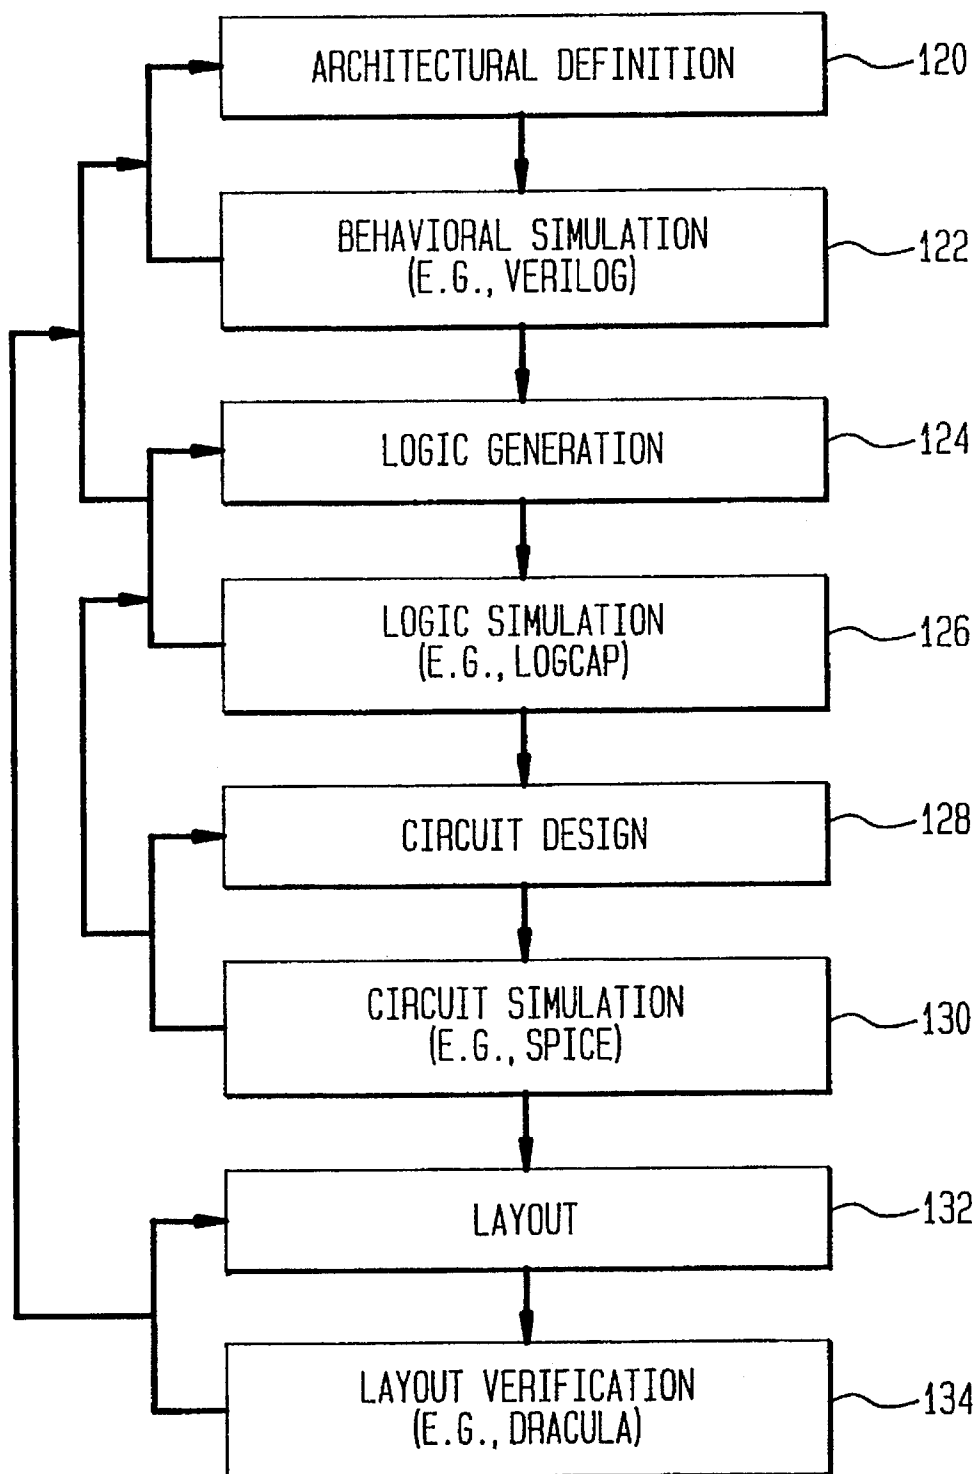 ARCHITECTURAL DEFINITION
120
BEHAVIORAL SIMULATION
(E.G., VERILOG)
122
LOGIC GENERATION
124
LOGIC SIMULATION
(E.G., LOGCAP)
126
CIRCUIT DESIGN
128
CIRCUIT SIMULATION
(E.G., SPICE)
130
LAYOUT
132
LAYOUT VERIFICATION
(E.G., DRACULA)
134